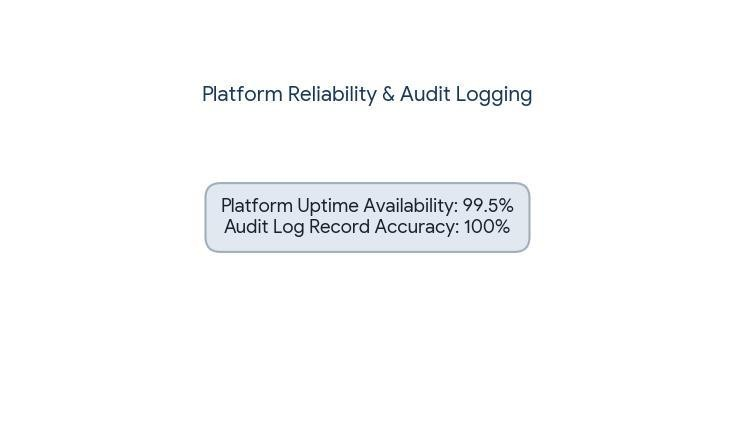 Platform Reliability & Audit Logging
Platform Uptime Availability: 99.5%
Audit Log Record Accuracy: 100%